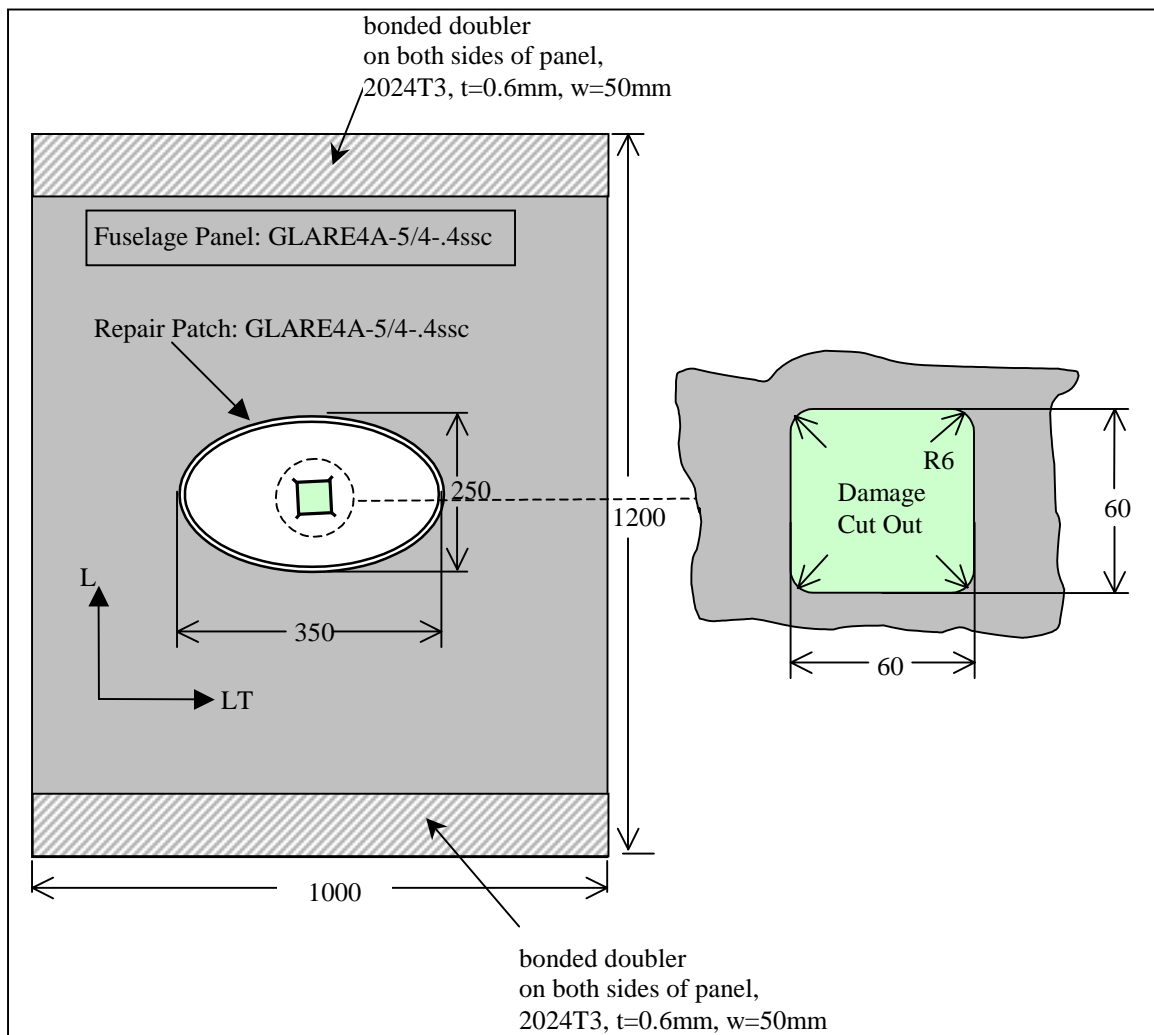 bonded doubler
on both sides of panel,
2024T3, t=0.6mm, w=50mm
Fuselage Panel: GLARE4A-5/4-.4ssc
Repair Patch: GLARE4A-5/4-.4ssc
R6
Damage
Cut Out
60
250
1200
L
350
60
LT
1000
bonded doubler
on both sides of panel,
2024T3, t=0.6mm, w=50mm